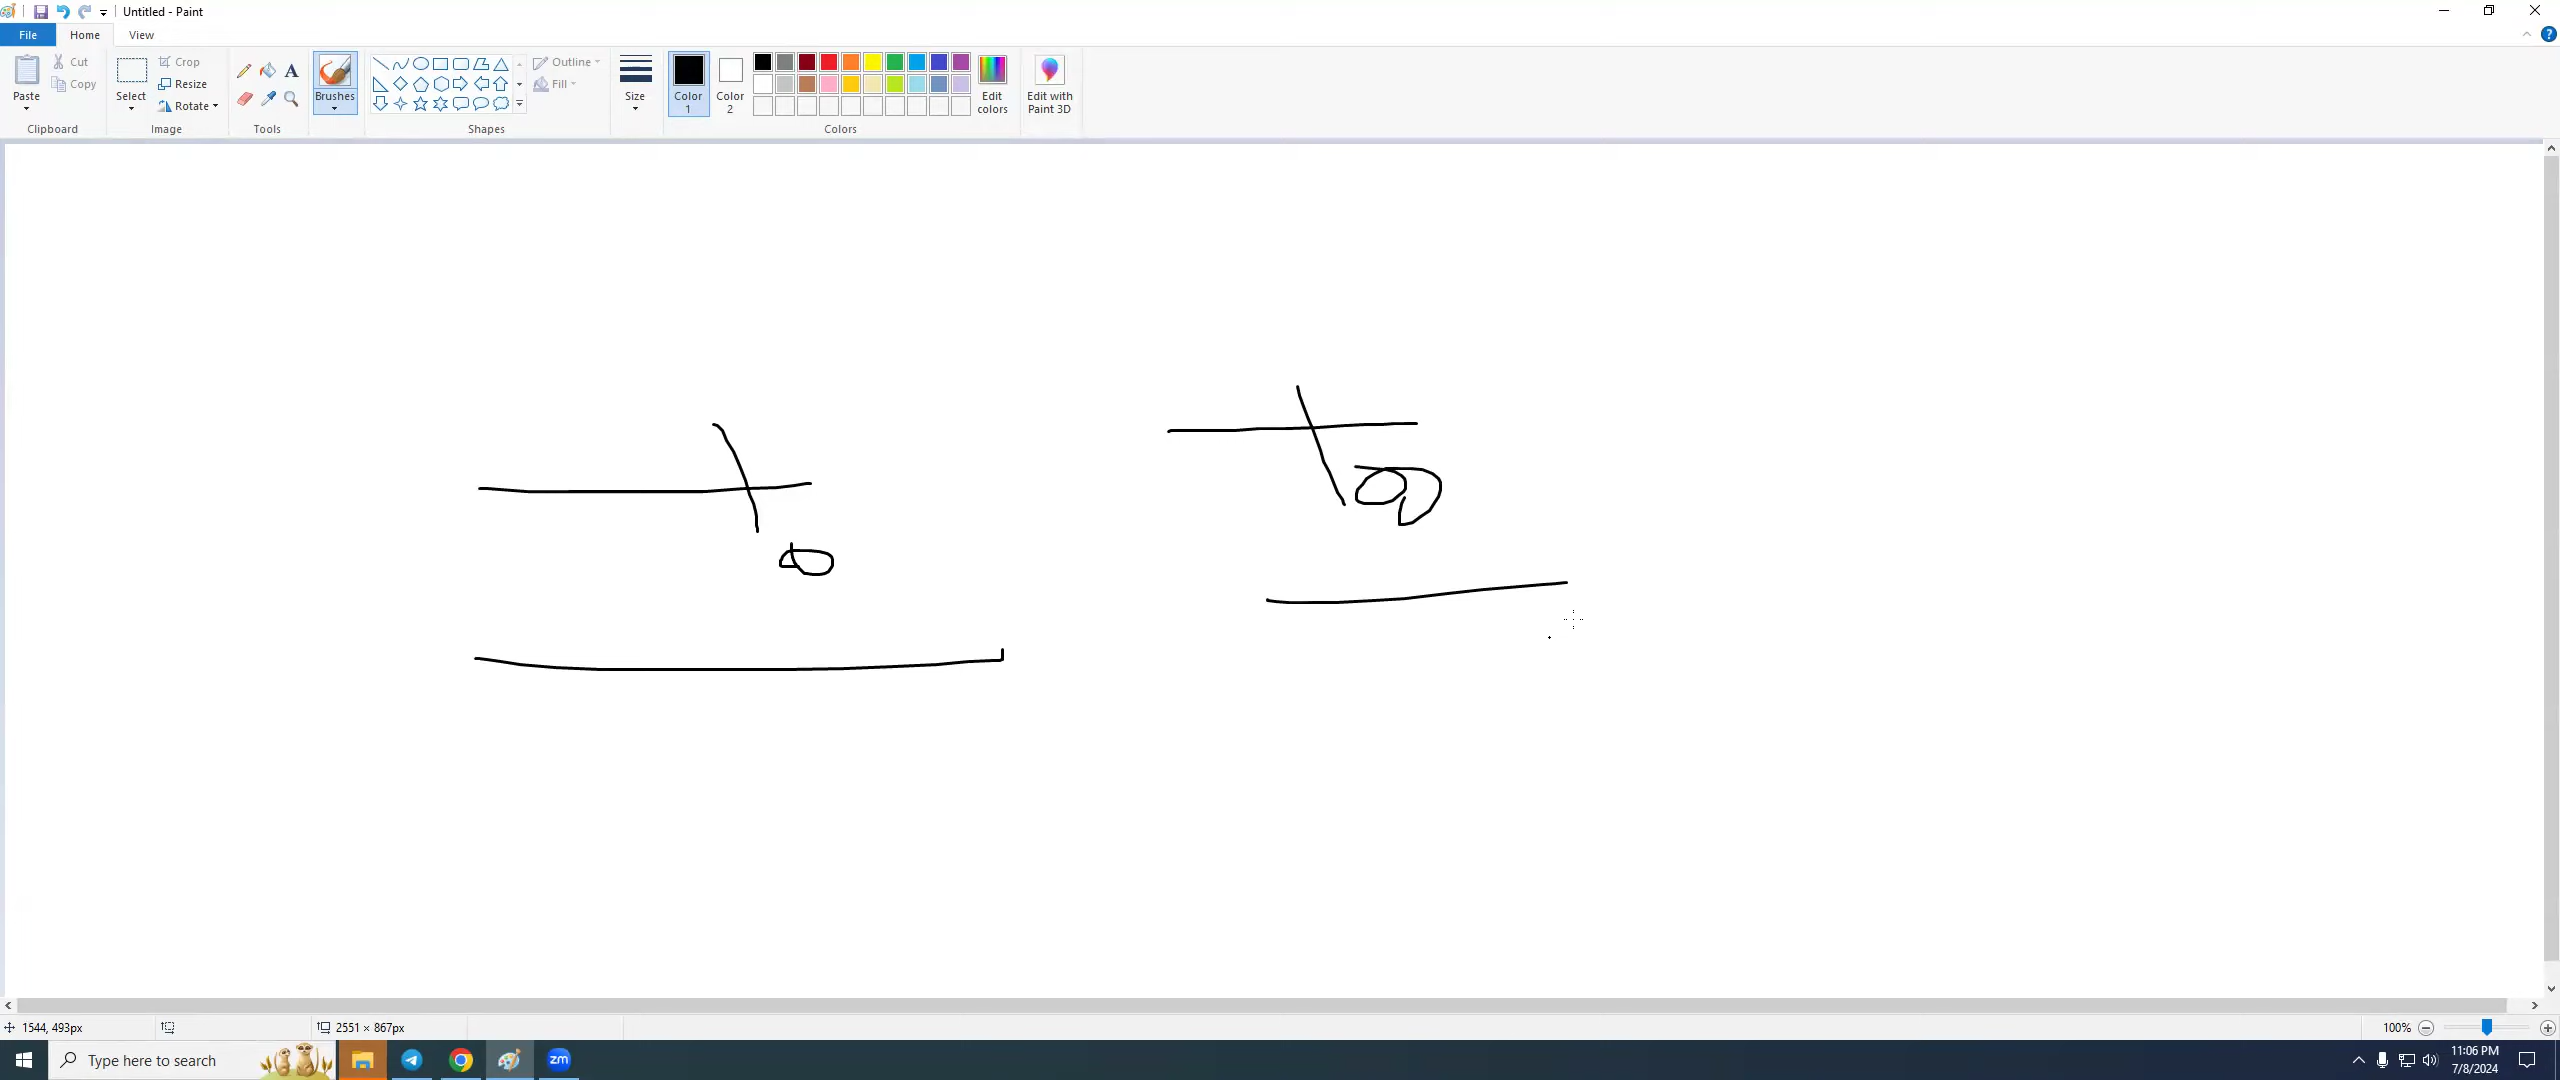 Untitled - Paint
File Home View
Paste
Cut
Copy
Clipboard
Select
Crop
Resize
Rotate
Image
Tools
Brushes
Shapes
Outline
Fill
Size
Color 1
Color 2
Colors
Edit colors
Edit with Paint 3D
1544, 493px
2551 × 867px
100%
Type here to search
zm
11:06 PM
7/8/2024